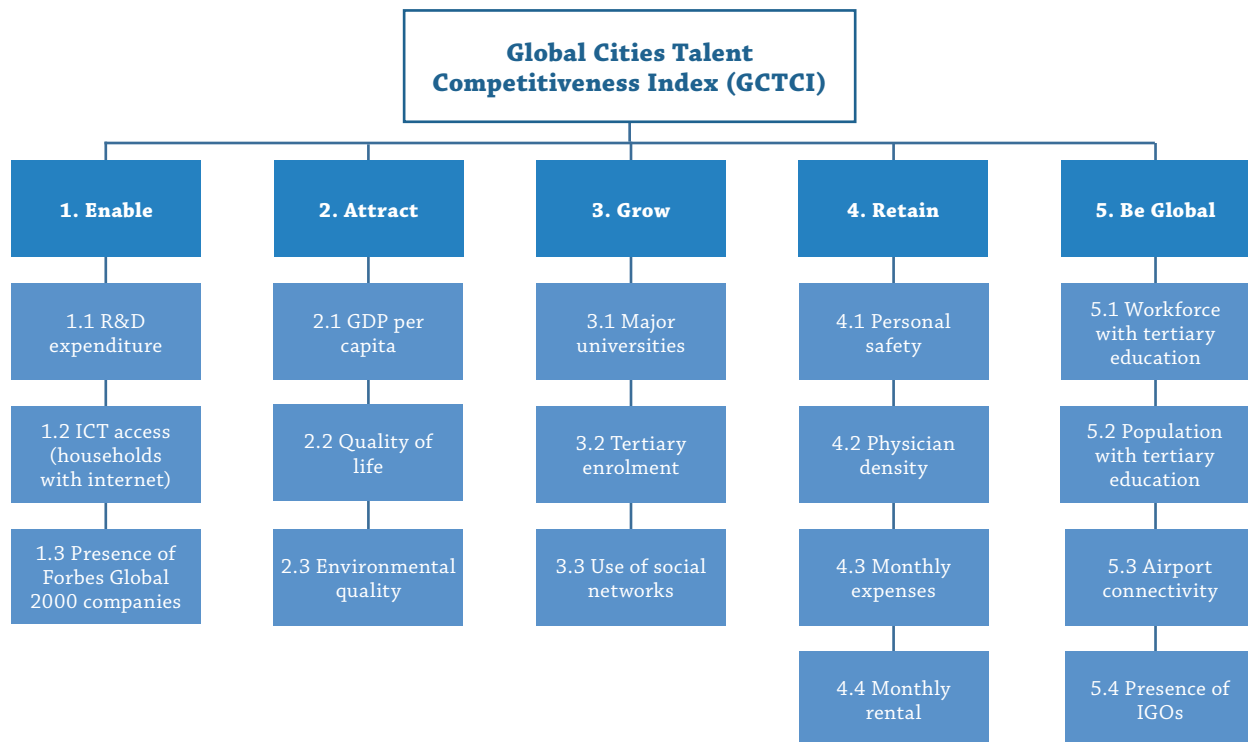 Global Cities Talent
Competitiveness Index (GCTCI)
1. Enable
2. Attract
3. Grow
4. Retain
5. Be Global
1.1 R&D
expenditure
1.2 ICT access
(households
with internet)
1.3 Presence of
Forbes Global
2000 companies
2.1 GDP per
capita
2.2 Quality of
life
2.3 Environmental
quality
3.1 Major
universities
3.2 Tertiary
enrolment
3.3 Use of social
networks
4.1 Personal
safety
4.2 Physician
density
4.3 Monthly
expenses
4.4 Monthly
rental
5.1 Workforce
with tertiary
education
5.2 Population
with tertiary
education
5.3 Airport
connectivity
5.4 Presence of
IGOs